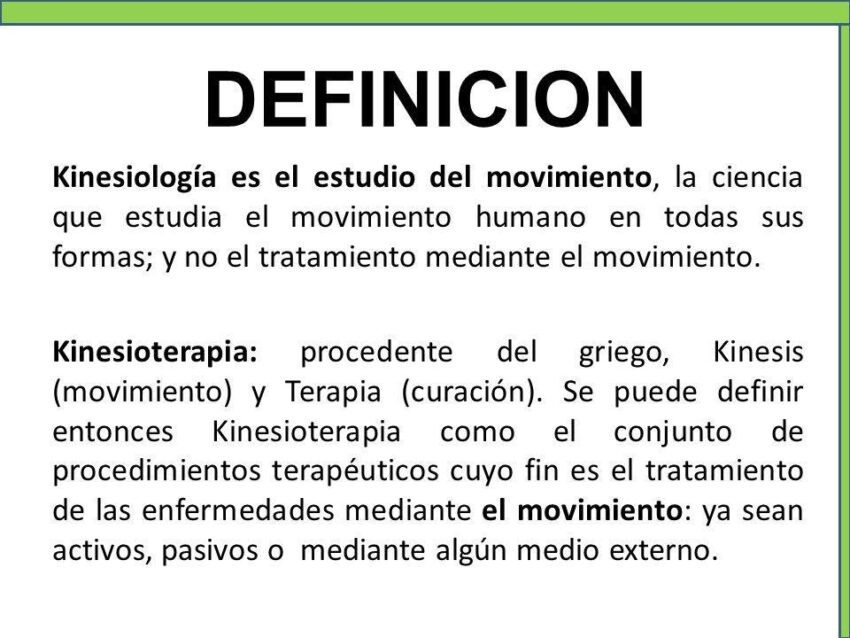 DEFINICION
Kinesiología es el estudio del movimiento, la ciencia
que estudia el movimiento humano en todas sus
formas; y no el tratamiento mediante el movimiento.
Kinesioterapia: procedente del griego, Kinesis
(movimiento) y Terapia (curación). Se puede definir
entonces Kinesioterapia como el conjunto de
procedimientos terapéuticos cuyo fin es el tratamiento
de las enfermedades mediante el movimiento: ya sean
activos, pasivos o mediante algún medio externo.